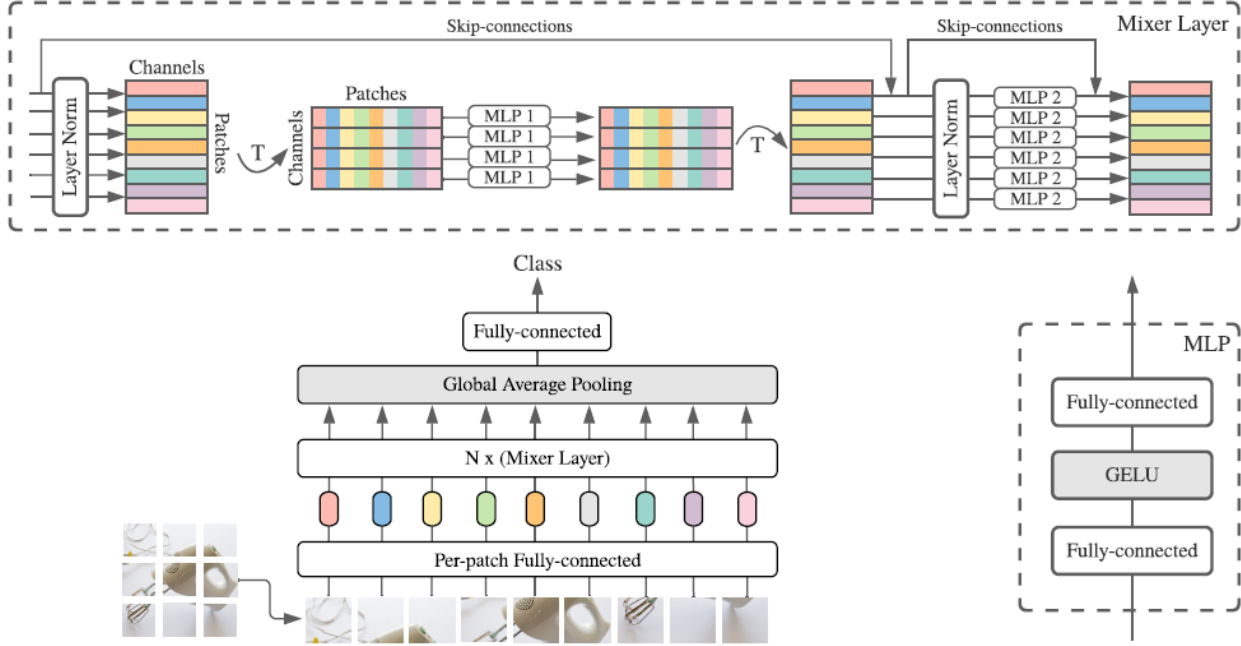 Skip-connections
Skip-connections
Mixer Layer
Channels
Layer Norm
Patches
T
Patches
Channels
MLP 1
MLP 1
MLP 1
MLP 1
T
Layer Norm
MLP 2
MLP 2
MLP 2
MLP 2
MLP 2
MLP 2
Class
Fully-connected
Global Average Pooling
N x (Mixer Layer)
Per-patch Fully-connected
MLP
Fully-connected
GELU
Fully-connected